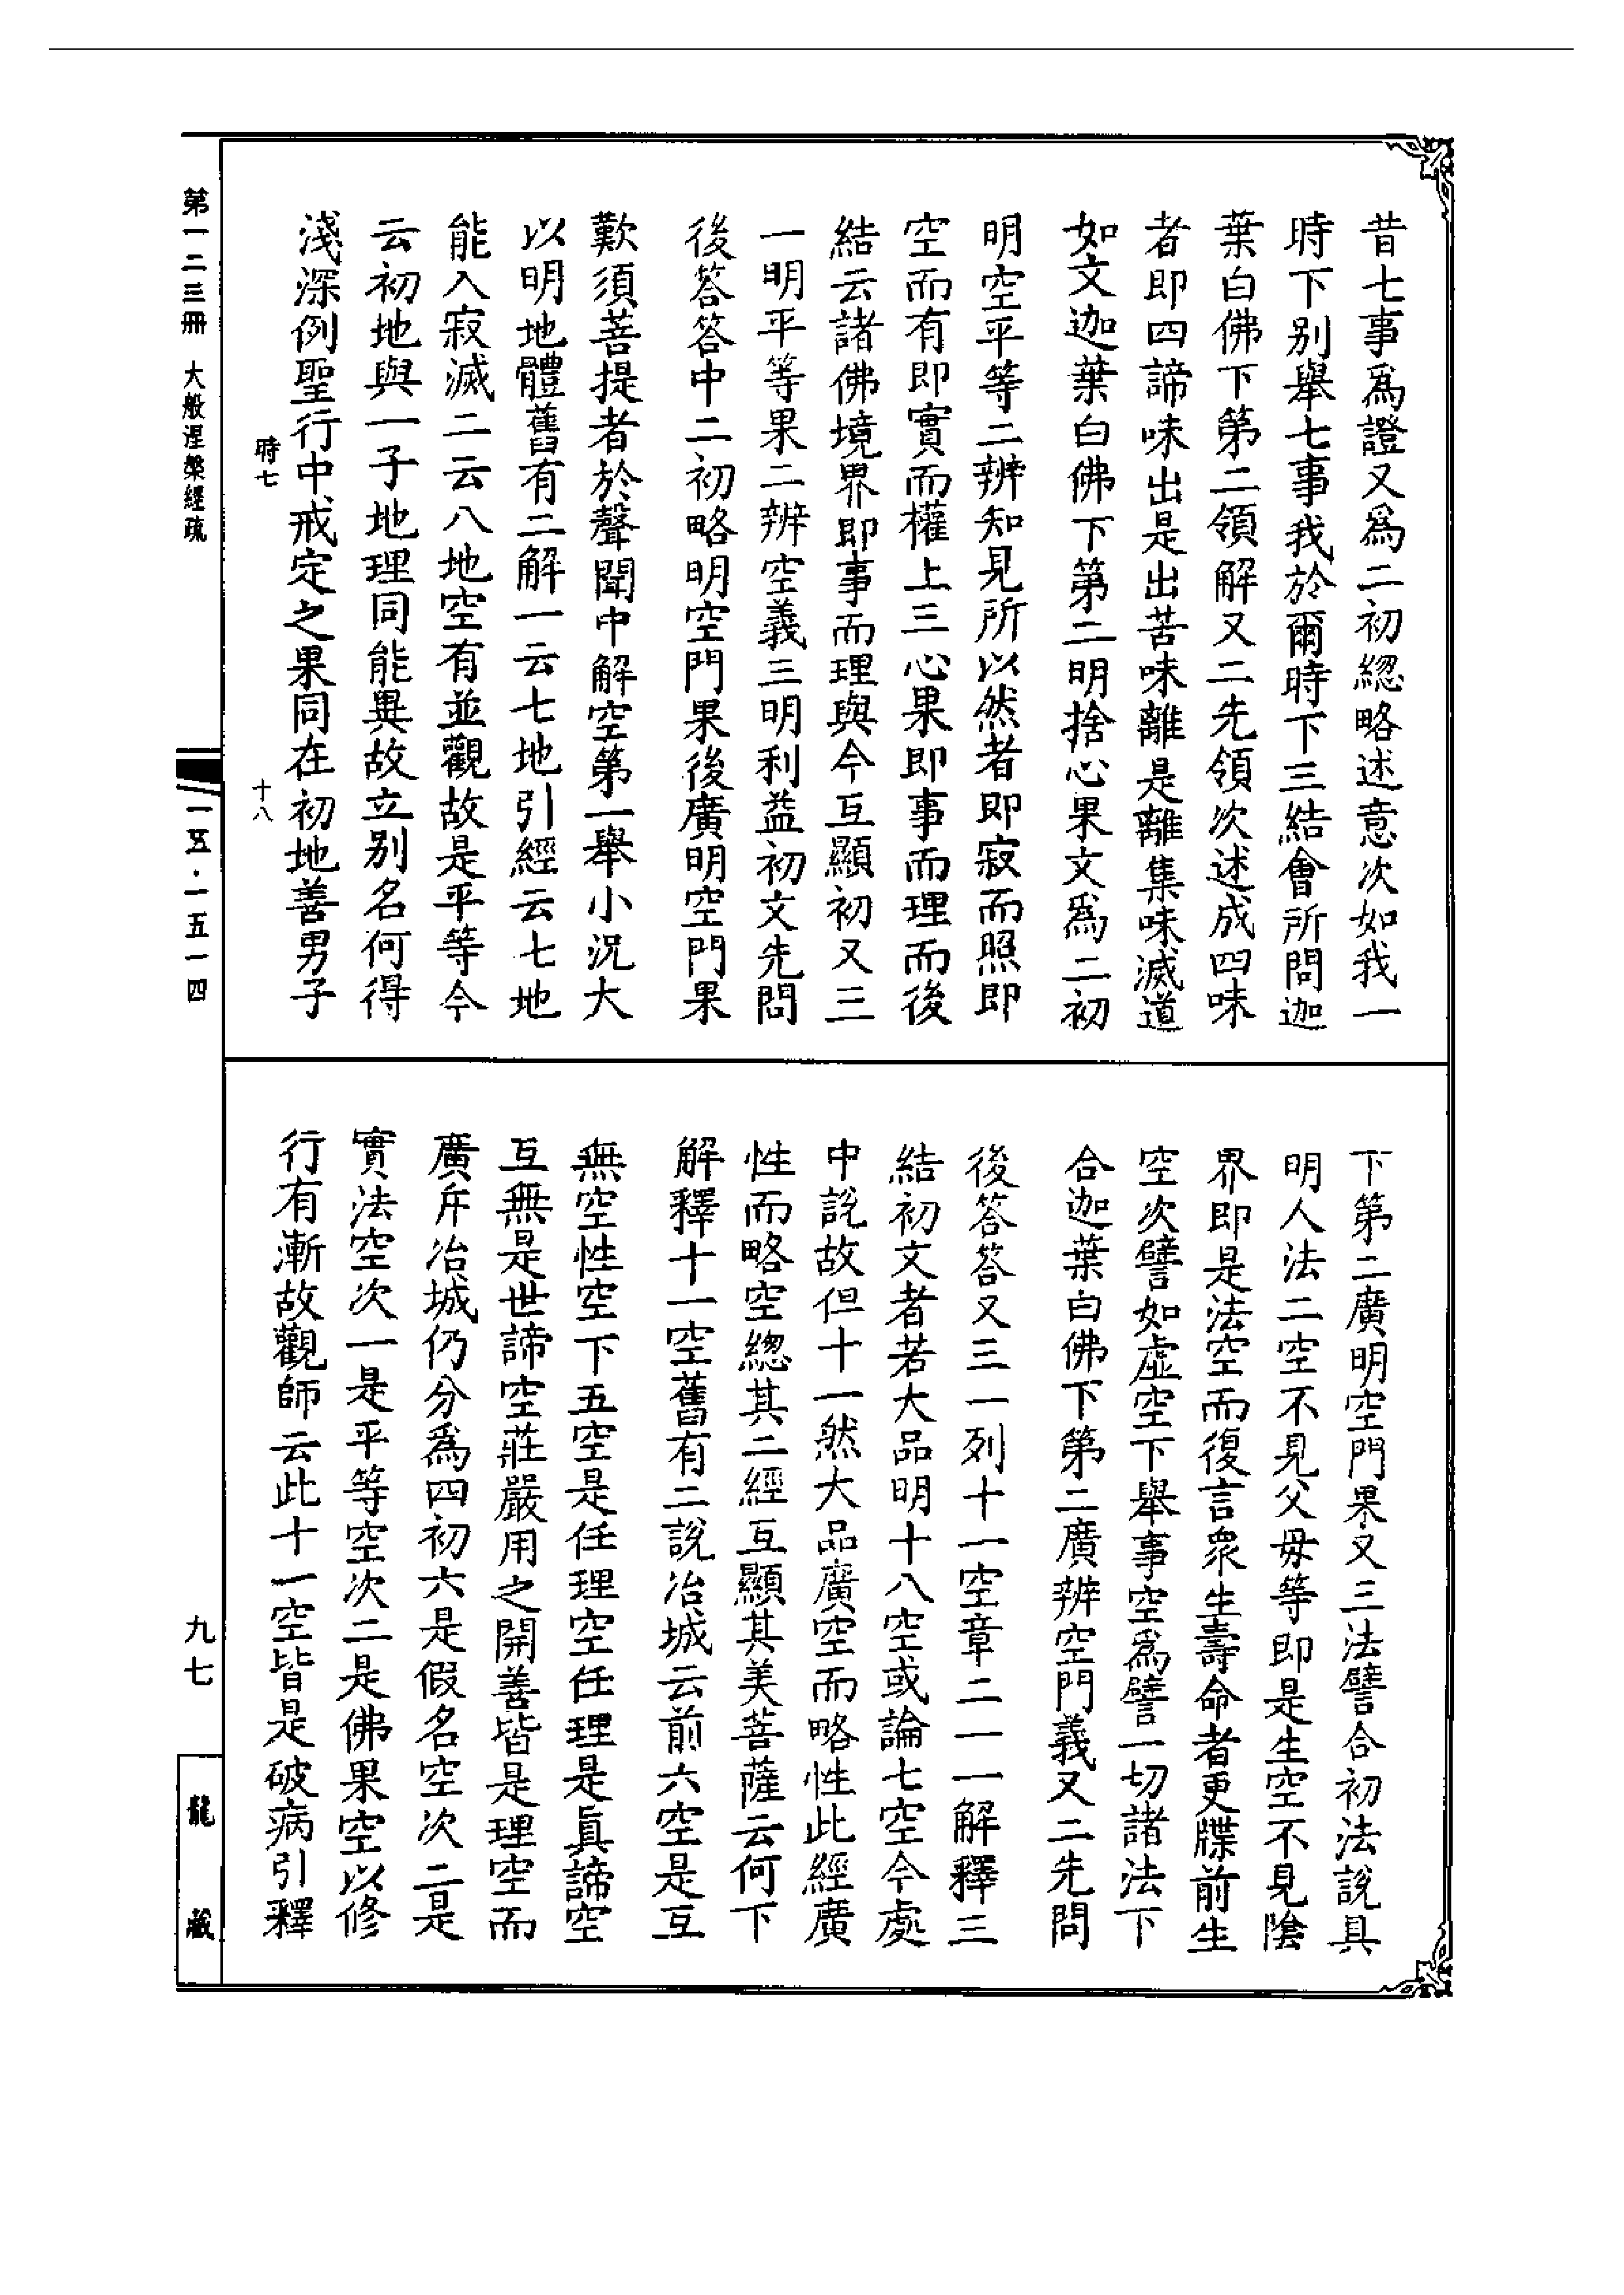 昔七事爲證又爲二初緫略述意次如我一
時下别舉七事我於爾時下三結會所問迦
葉白佛下第二領解又二先領次述成四味
者即四諦味出是出苦味離是離集味滅道
如文迦葉白佛下第二明捨心果文爲二初
明空平等二辨知見所以然者即寂而照即
空而有即實而權上三心果即事而理而後
結云諸佛境界即事而理與今互顯初又三
一明平等果二辨空義三明利益初文先問
後答答中二初略明空門果後廣明空門果
歎須菩提者於聲聞中解空第一舉小況大
以明地體舊有二解一云七地引經云七地
能入寂滅二云八地空有並觀故是平等今
云初地與一子地理同能異故立别名何得
淺深例聖行中戒定之果同在初地善男子
時七
十八
下第二廣明空門果又三法譬合初法說具
明人法二空不見父母等即是生空不見陰
界即是法空而復言衆生壽命者更牒前生
空次譬如虛空下舉事空爲譬一切諸法下
合迦葉白佛下第二廣辨空門義又二先問
後答答又三一列十一空章二一一解釋三
結初文者若大品明十八空或論七空今處
中說故但十一然大品廣空而略性此經廣
性而略空緫其二經互顯其美菩薩云何下
解釋十一空舊有二說冶城云前六空是互
無空性空下五空是任理空任理是真諦空
互無是世諦空莊嚴用之開善皆是理空而
廣斥冶城仍分爲四初六是假名空次二是
實法空次一是平等空次二是佛果空以修
行有漸故觀師云此十一空皆是破病引釋
第一二三冊 大般涅槃經疏
一五·一五一四
九七
龍藏